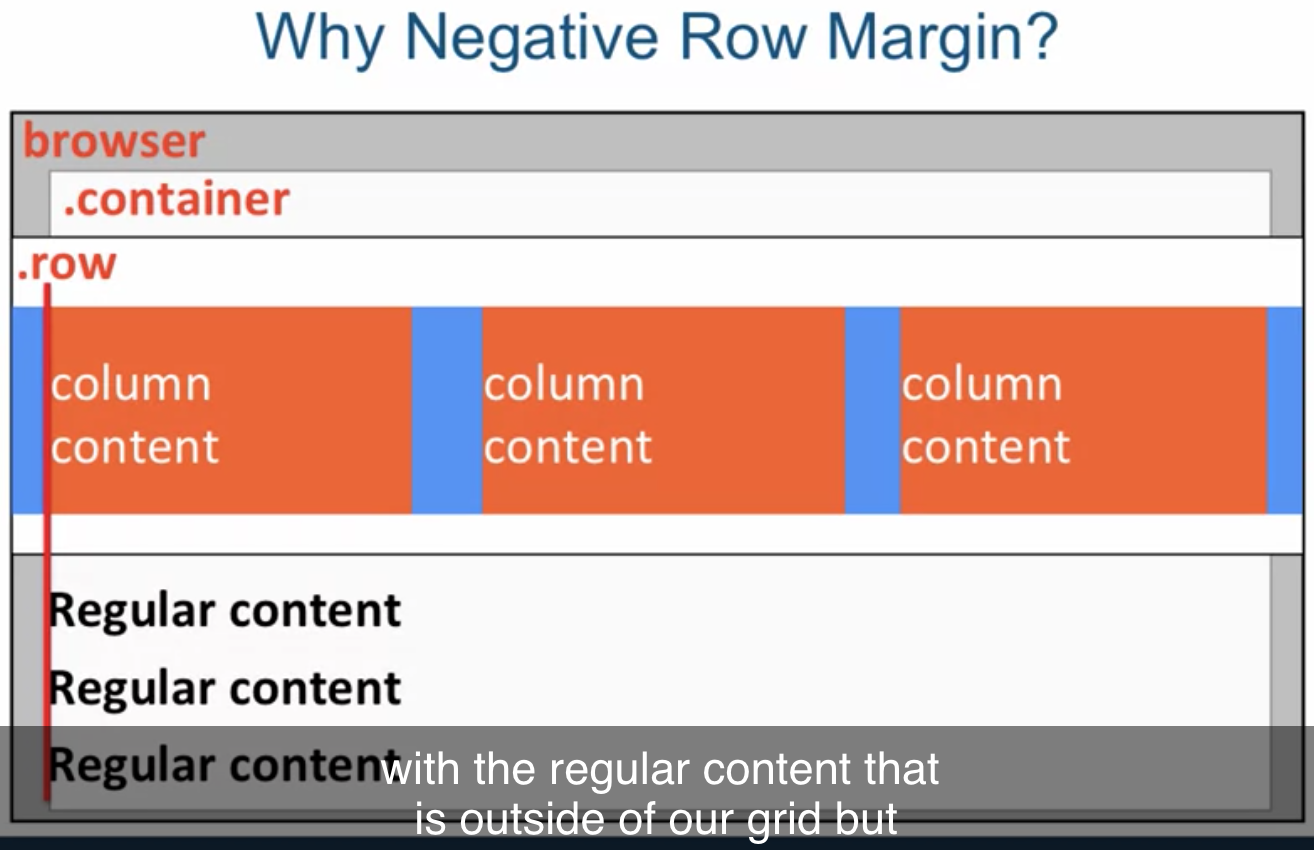 Why Negative Row Margin?
browser
.container
.row
column column column
content content content
Regular content
Regular content
Regular content
with the regular content that
is outside of our grid but